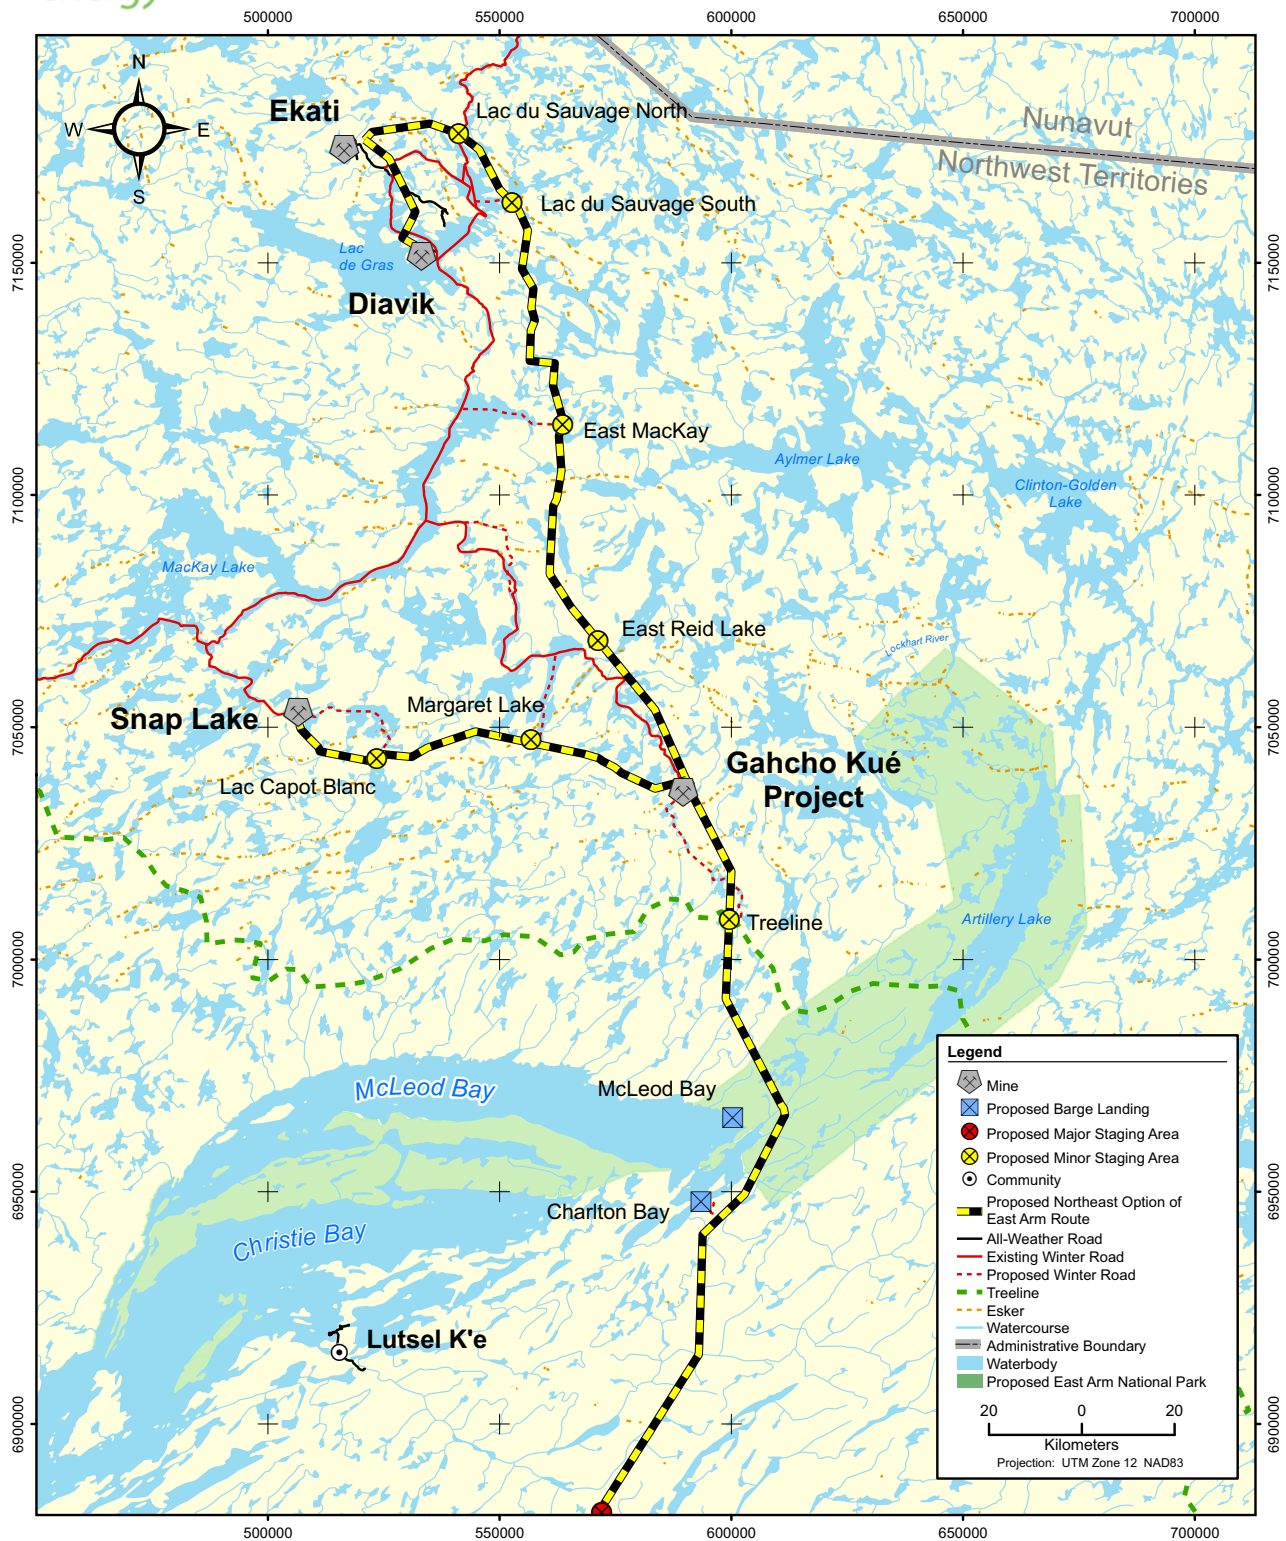 energy
500000 550000 600000 650000 700000
N
W E
S
Ekati
Lac du Sauvage North
Nunavut
Northwest Territories
Lac du Sauvage South
Lac
de Gras
7150000 7150000
Diavik
East MacKay
Aylmer Lake
Clinton-Golden
Lake
7100000 7100000
MacKay Lake
East Reid Lake
Lockhart River
Margaret Lake
Snap Lake
7050000 7050000
Gahcho Kué
Project
Lac Capot Blanc
Artillery Lake
Treeline
7000000 7000000
McLeod Bay
McLeod Bay
6950000 6950000
Charlton Bay
Christie Bay
Lutsel K'e
6900000 6900000
Legend
Mine
Proposed Barge Landing
Proposed Major Staging Area
Proposed Minor Staging Area
Community
Proposed Northeast Option of
East Arm Route
All-Weather Road
Existing Winter Road
Proposed Winter Road
Treeline
Esker
Watercourse
Administrative Boundary
Waterbody
Proposed East Arm National Park
20 0 20
Kilometers
Projection: UTM Zone 12 NAD83
500000 550000 600000 650000 700000